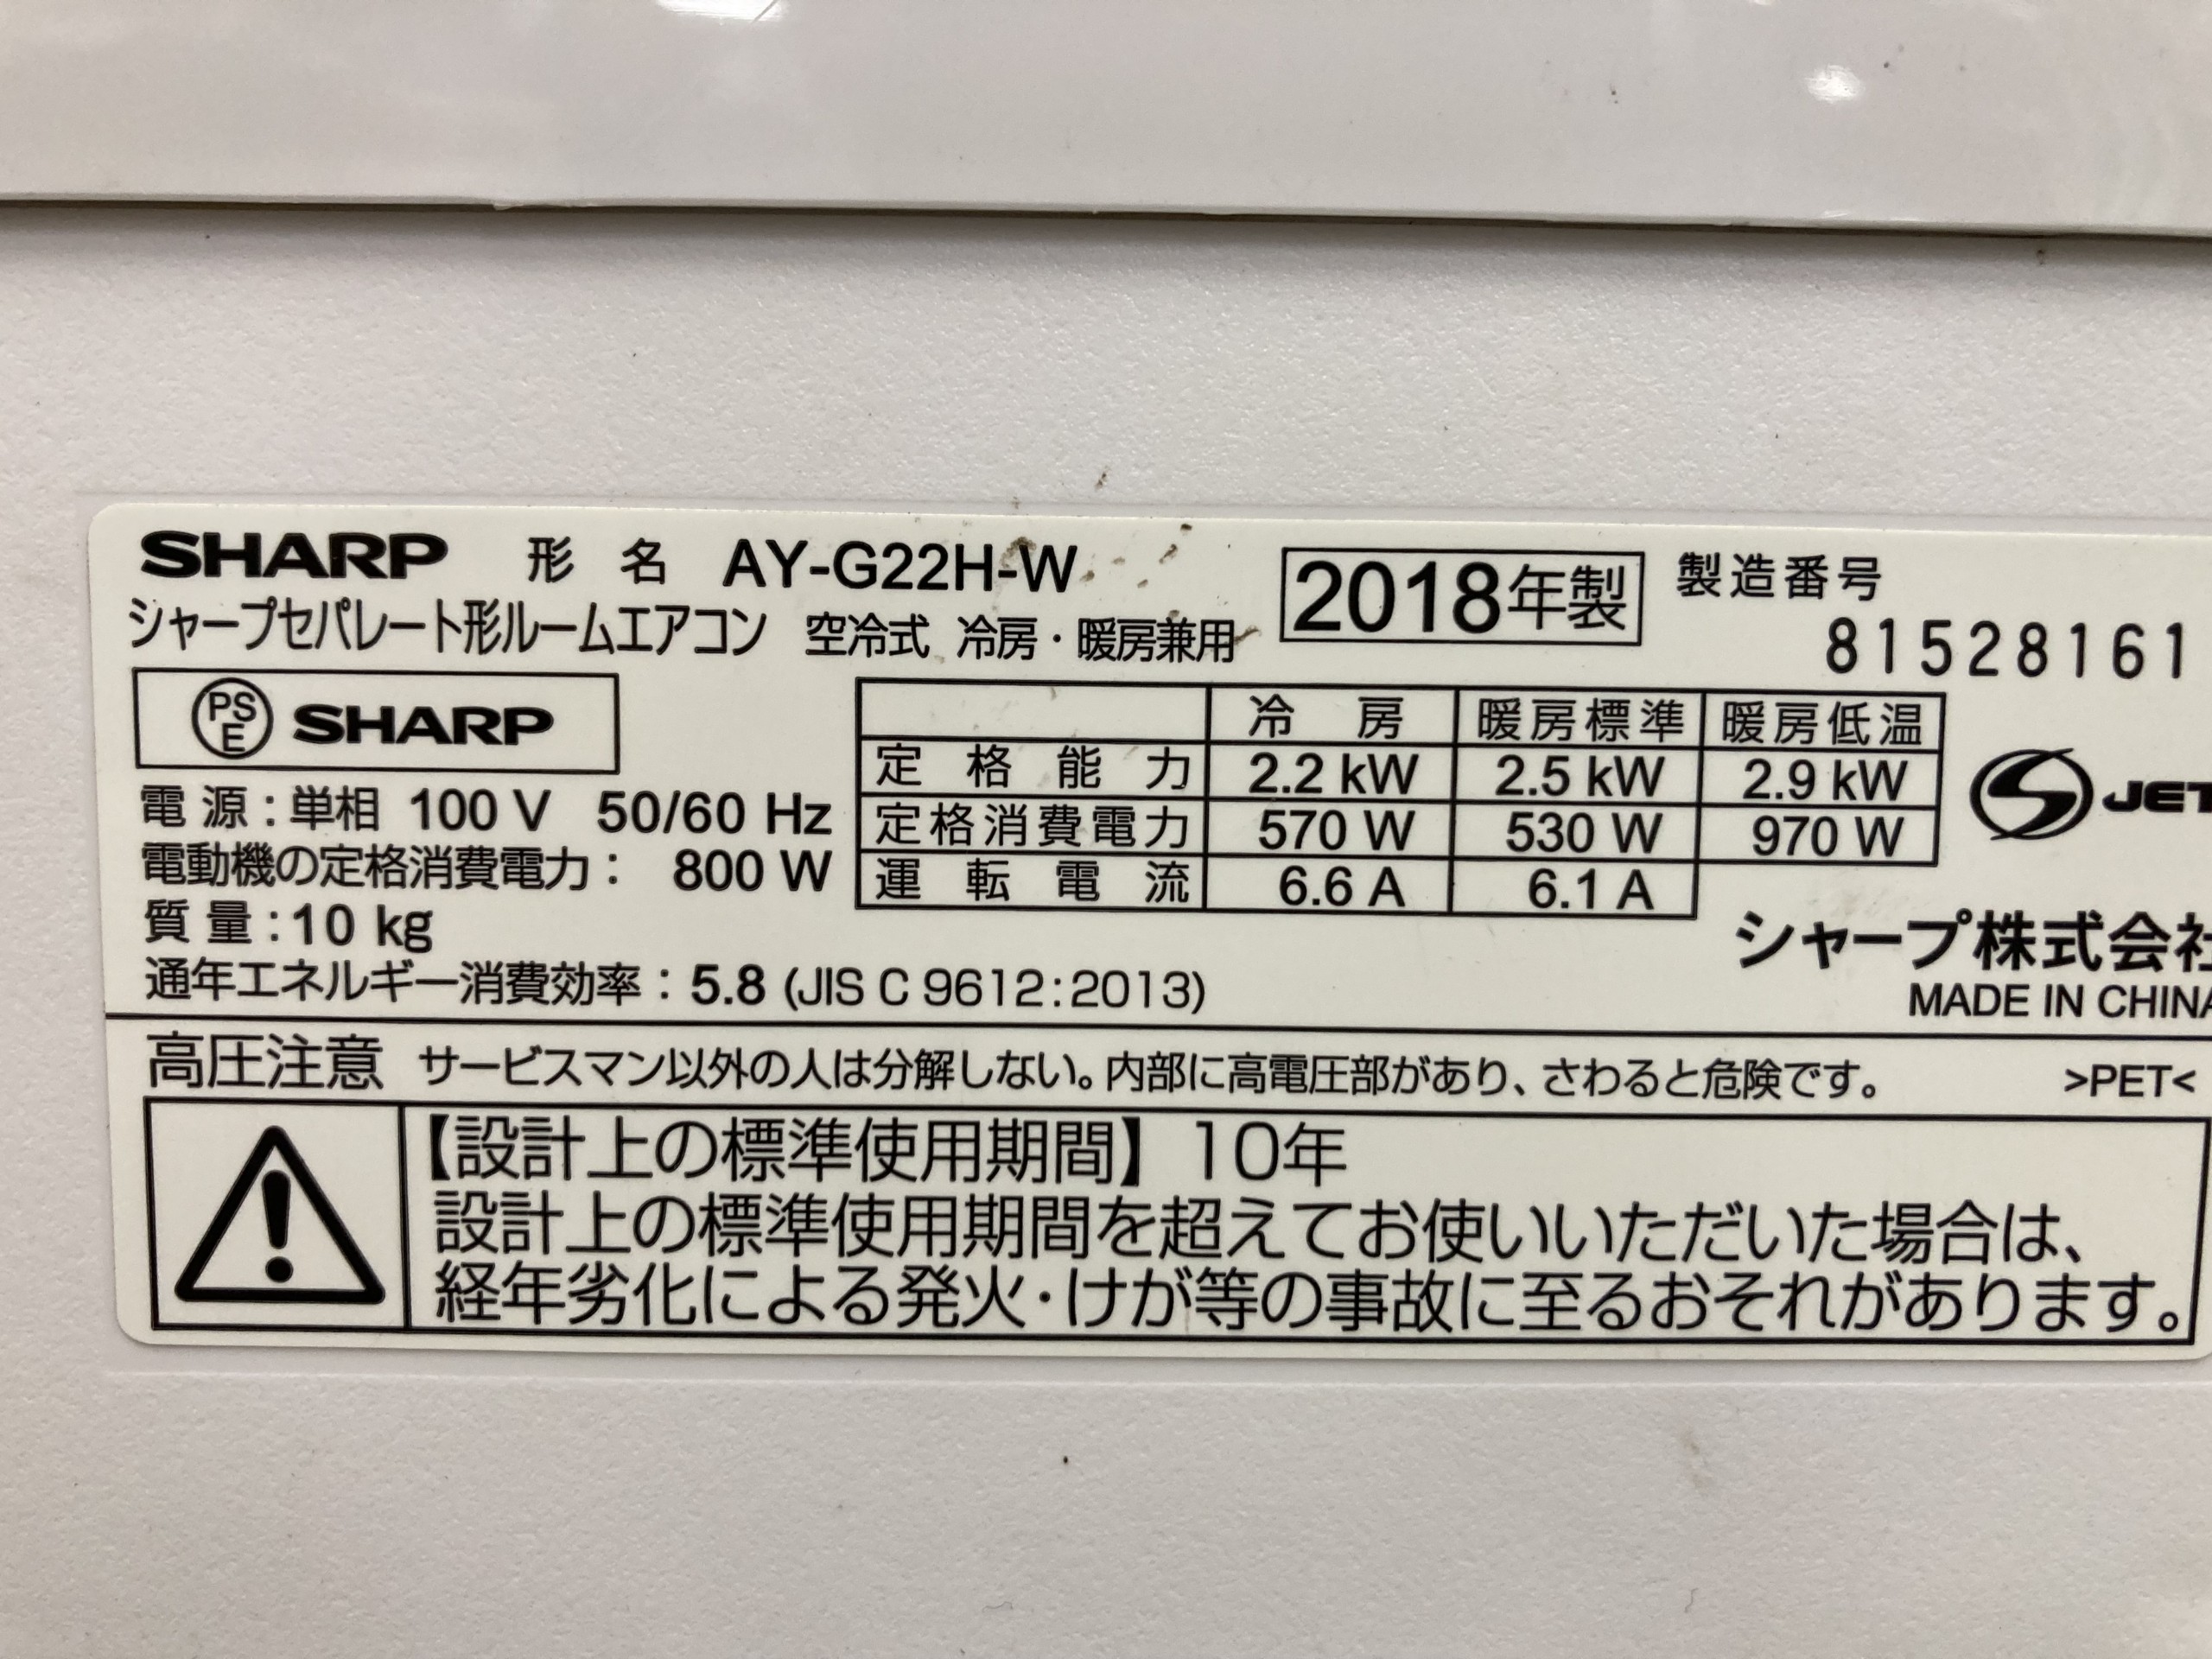 SHARP 形名 AY-G22H-W 2018年製 製造番号
シャープセパレート形ルームエアコン 空冷式 冷房・暖房兼用 81528161
PSE SHARP
冷房 暖房標準 暖房低温
定格能力 2.2 kW 2.5 kW 2.9 kW
定格消費電力 570 W 530 W 970 W
運転電流 6.6 A 6.1 A
JET
電源:単相 100 V 50/60 Hz
電動機の定格消費電力: 800 W
質量:10 kg
通年エネルギー消費効率:5.8 (JIS C 9612:2013)
シャープ株式会社
MADE IN CHINA
高圧注意 サービスマン以外の人は分解しない。内部に高電圧部があり、さわると危険です。 >PET<
【設計上の標準使用期間】10年
設計上の標準使用期間を超えてお使いいただいた場合は、
経年劣化による発火・けが等の事故に至るおそれがあります。